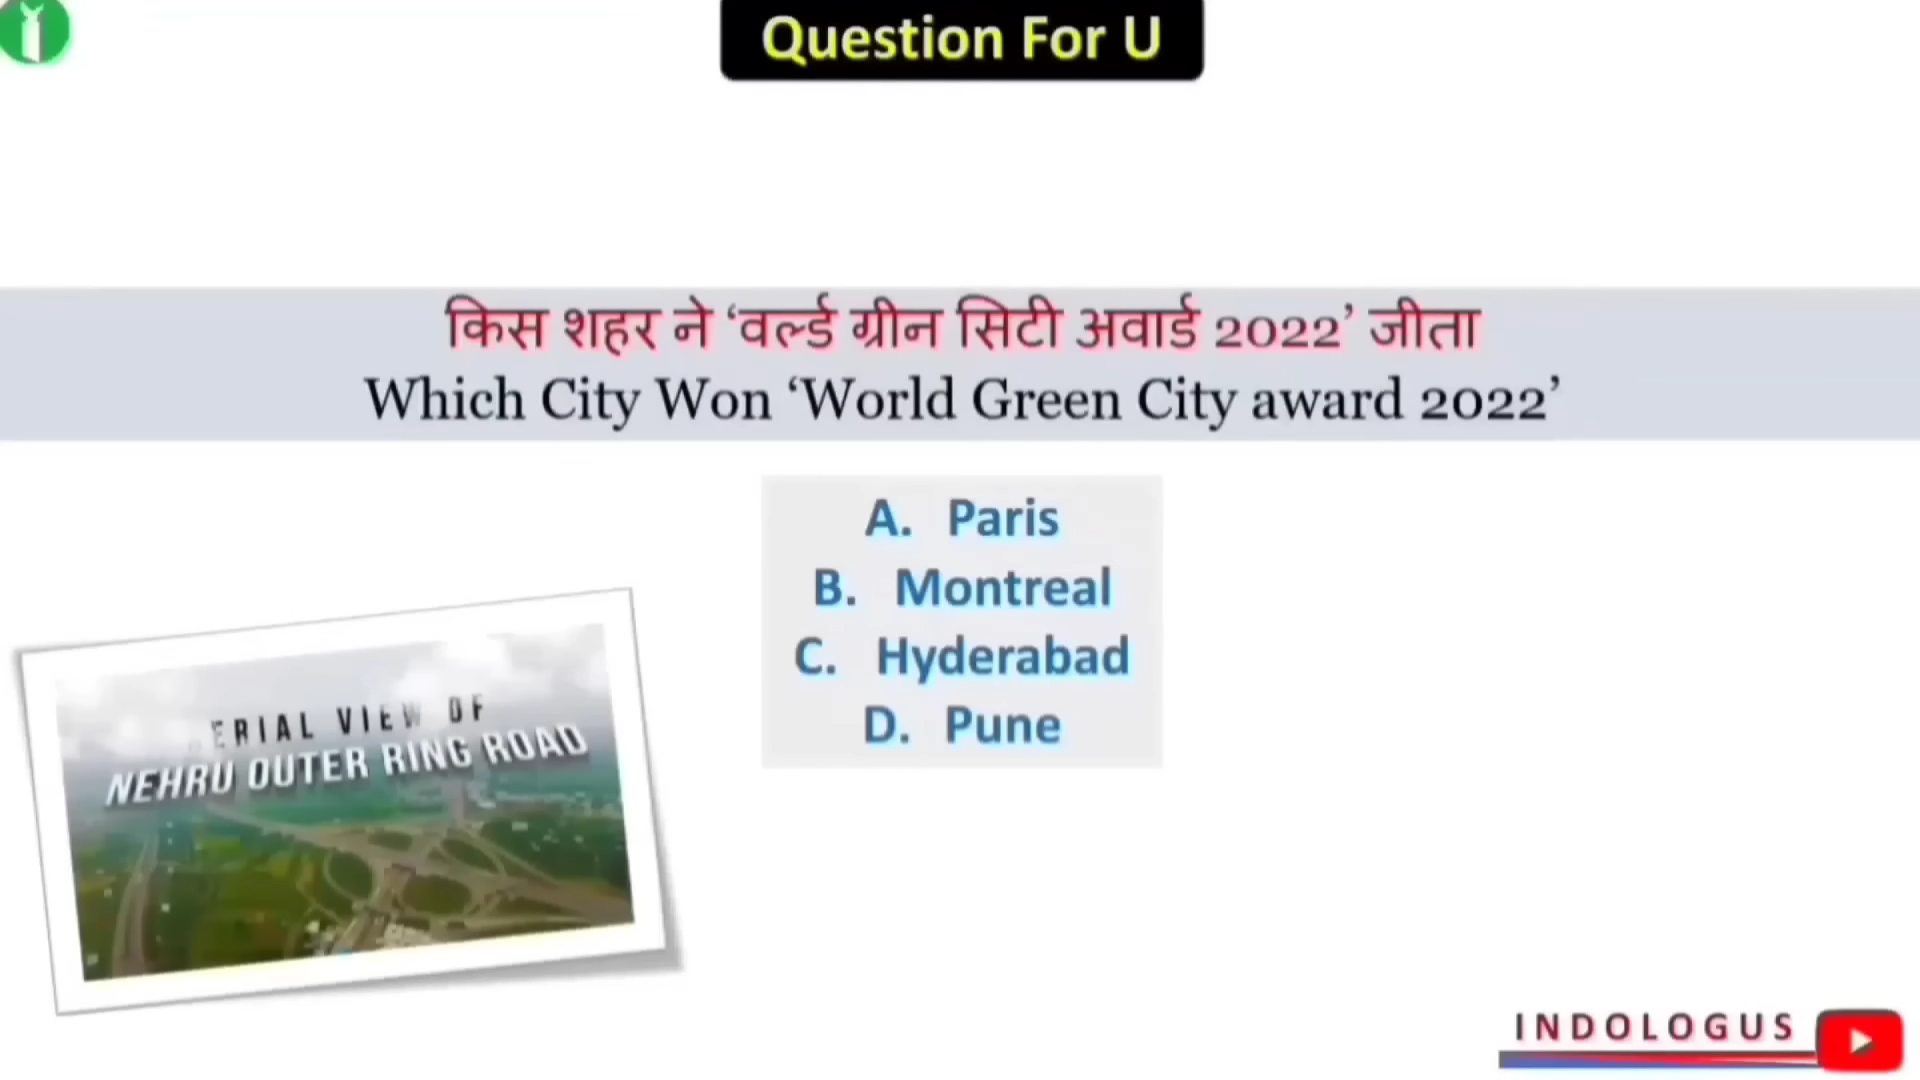 Question For U
किस शहर ने ‘वर्ल्ड ग्रीन सिटी अवार्ड 2022’ जीता
Which City Won ‘World Green City award 2022’
A. Paris
B. Montreal
C. Hyderabad
D. Pune
ERIAL VIEW OF
NEHRU OUTER RING ROAD
INDOLOGUS